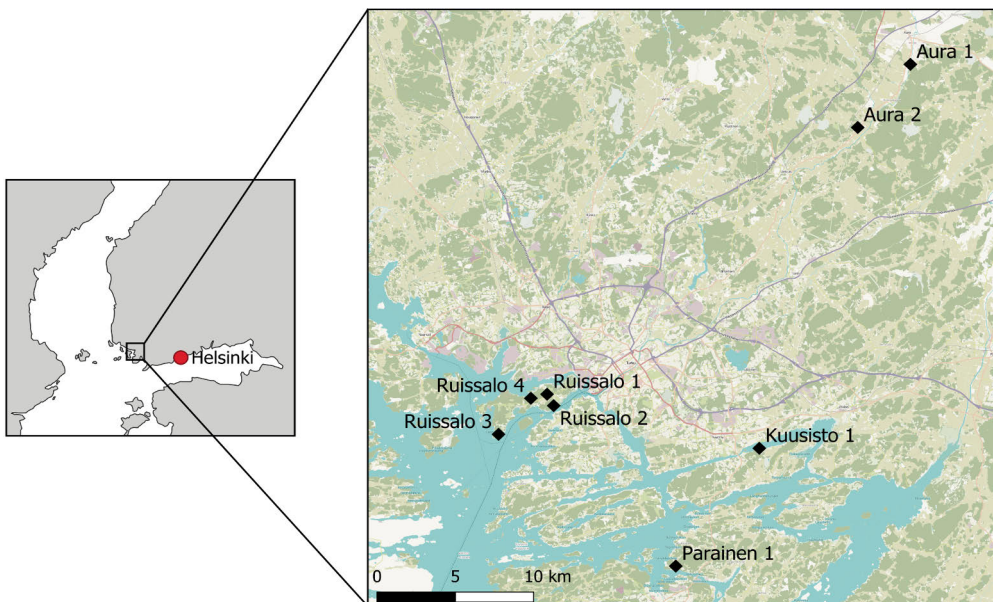 Aura 1
Aura 2
Helsinki
Ruissalo 4
Ruissalo 1
Ruissalo 3
Ruissalo 2
Kuusisto 1
Parainen 1
0 5 10 km